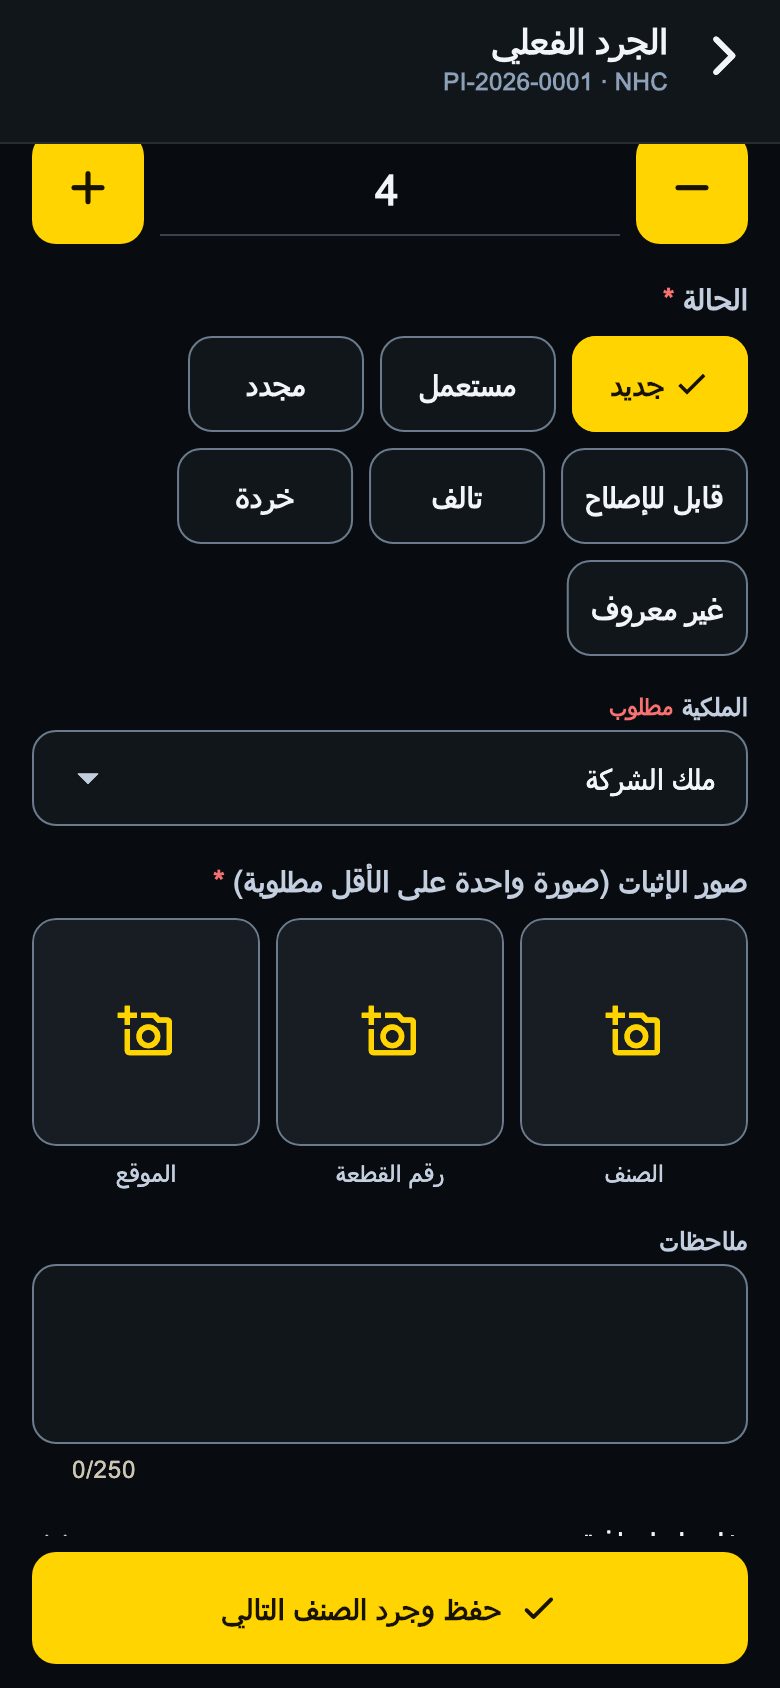 الجرد الفعلي
PI-2026-0001 · NHC
4
الحالة *
جديد
مستعمل
مجدد
قابل للإصلاح
تالف
خردة
غير معروف
الملكية مطلوب
ملك الشركة
صور الإثبات (صورة واحدة على الأقل مطلوبة) *
الصنف
رقم القطعة
الموقع
ملاحظات
0/250
حفظ وجرد الصنف التالي